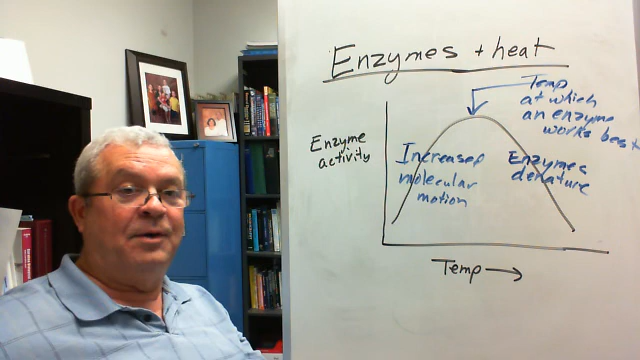 Enzymes + heat
Temp
at which
an enzyme
works best
Enzyme
activity
Increased
molecular
motion
Enzymes
denature
Temp →